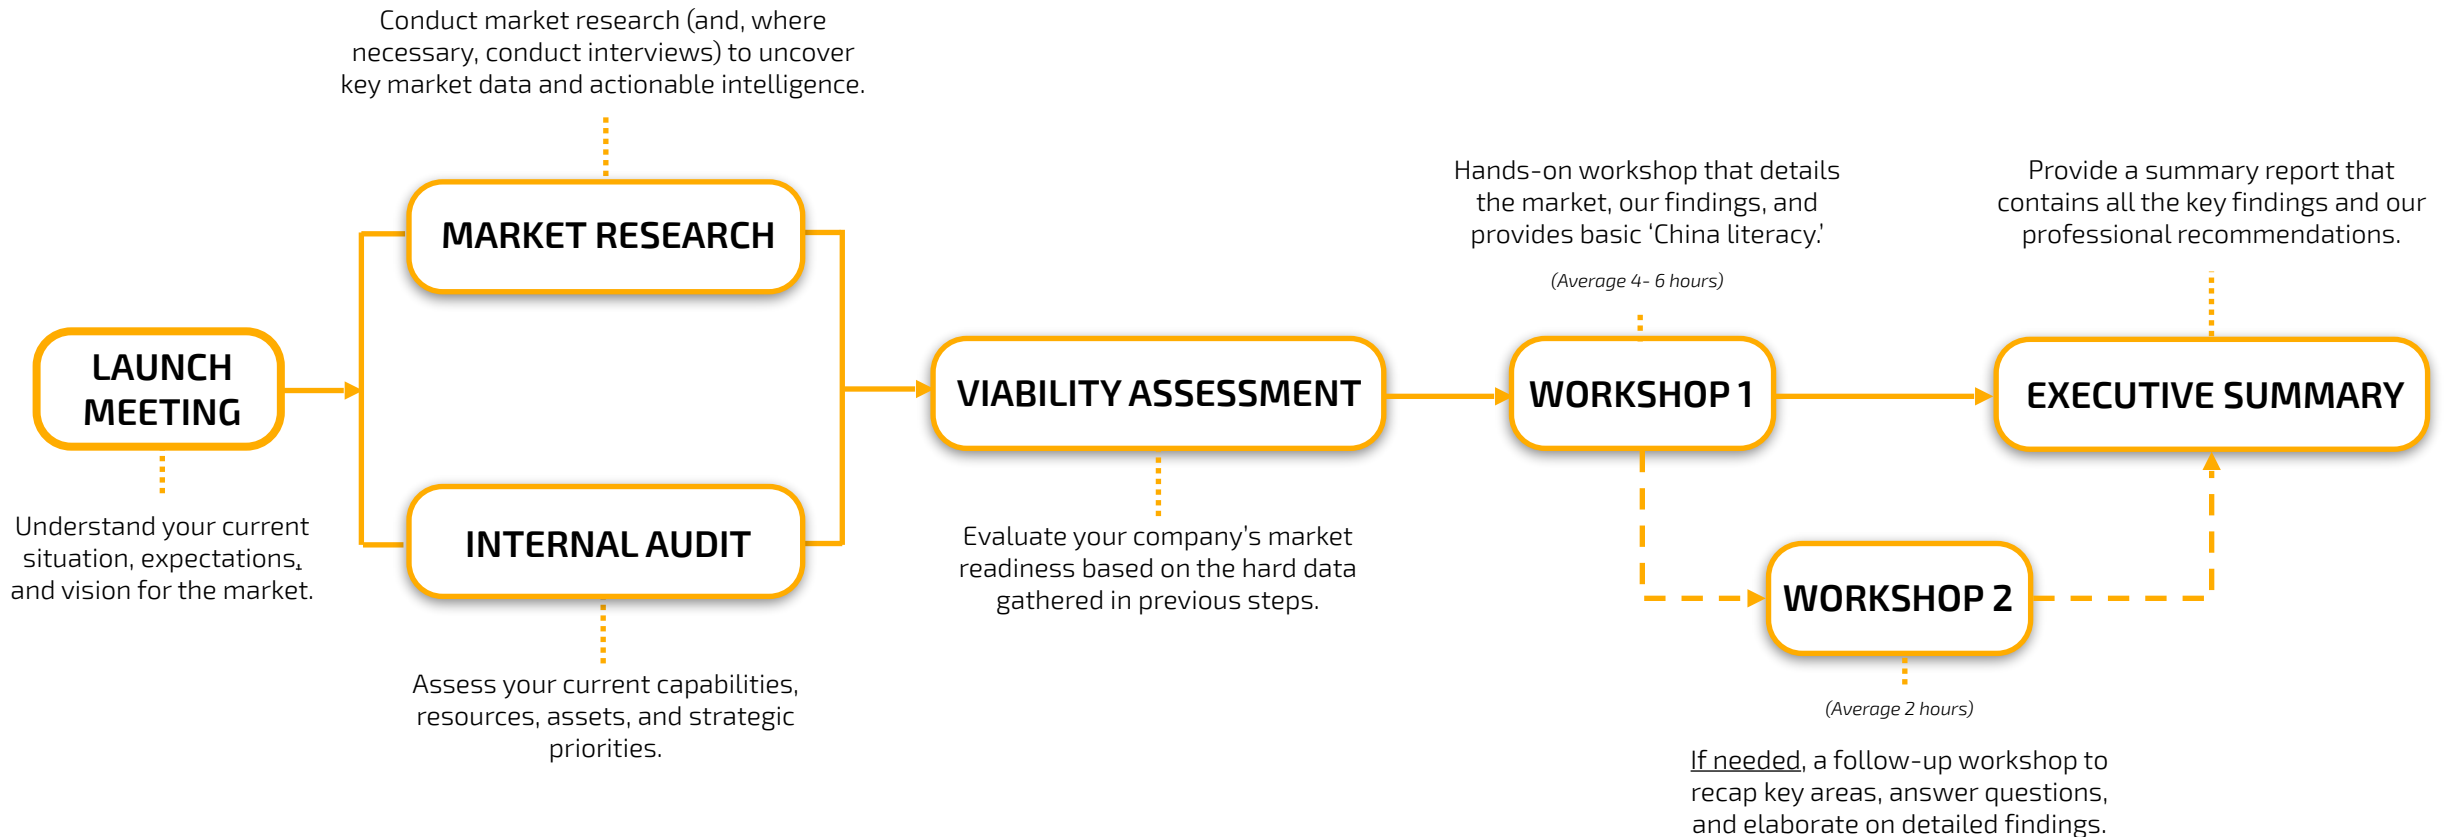 Conduct market research (and, where
necessary, conduct interviews) to uncover
key market data and actionable intelligence.
MARKET RESEARCH
LAUNCH
MEETING
Understand your current
situation, expectations,
and vision for the market.
INTERNAL AUDIT
Assess your current capabilities,
resources, assets, and strategic
priorities.
VIABILITY ASSESSMENT
Evaluate your company’s market
readiness based on the hard data
gathered in previous steps.
Hands-on workshop that details
the market, our findings, and
provides basic ‘China literacy.’
(Average 4- 6 hours)
WORKSHOP 1
WORKSHOP 2
(Average 2 hours)
If needed, a follow-up workshop to
recap key areas, answer questions,
and elaborate on detailed findings.
Provide a summary report that
contains all the key findings and our
professional recommendations.
EXECUTIVE SUMMARY